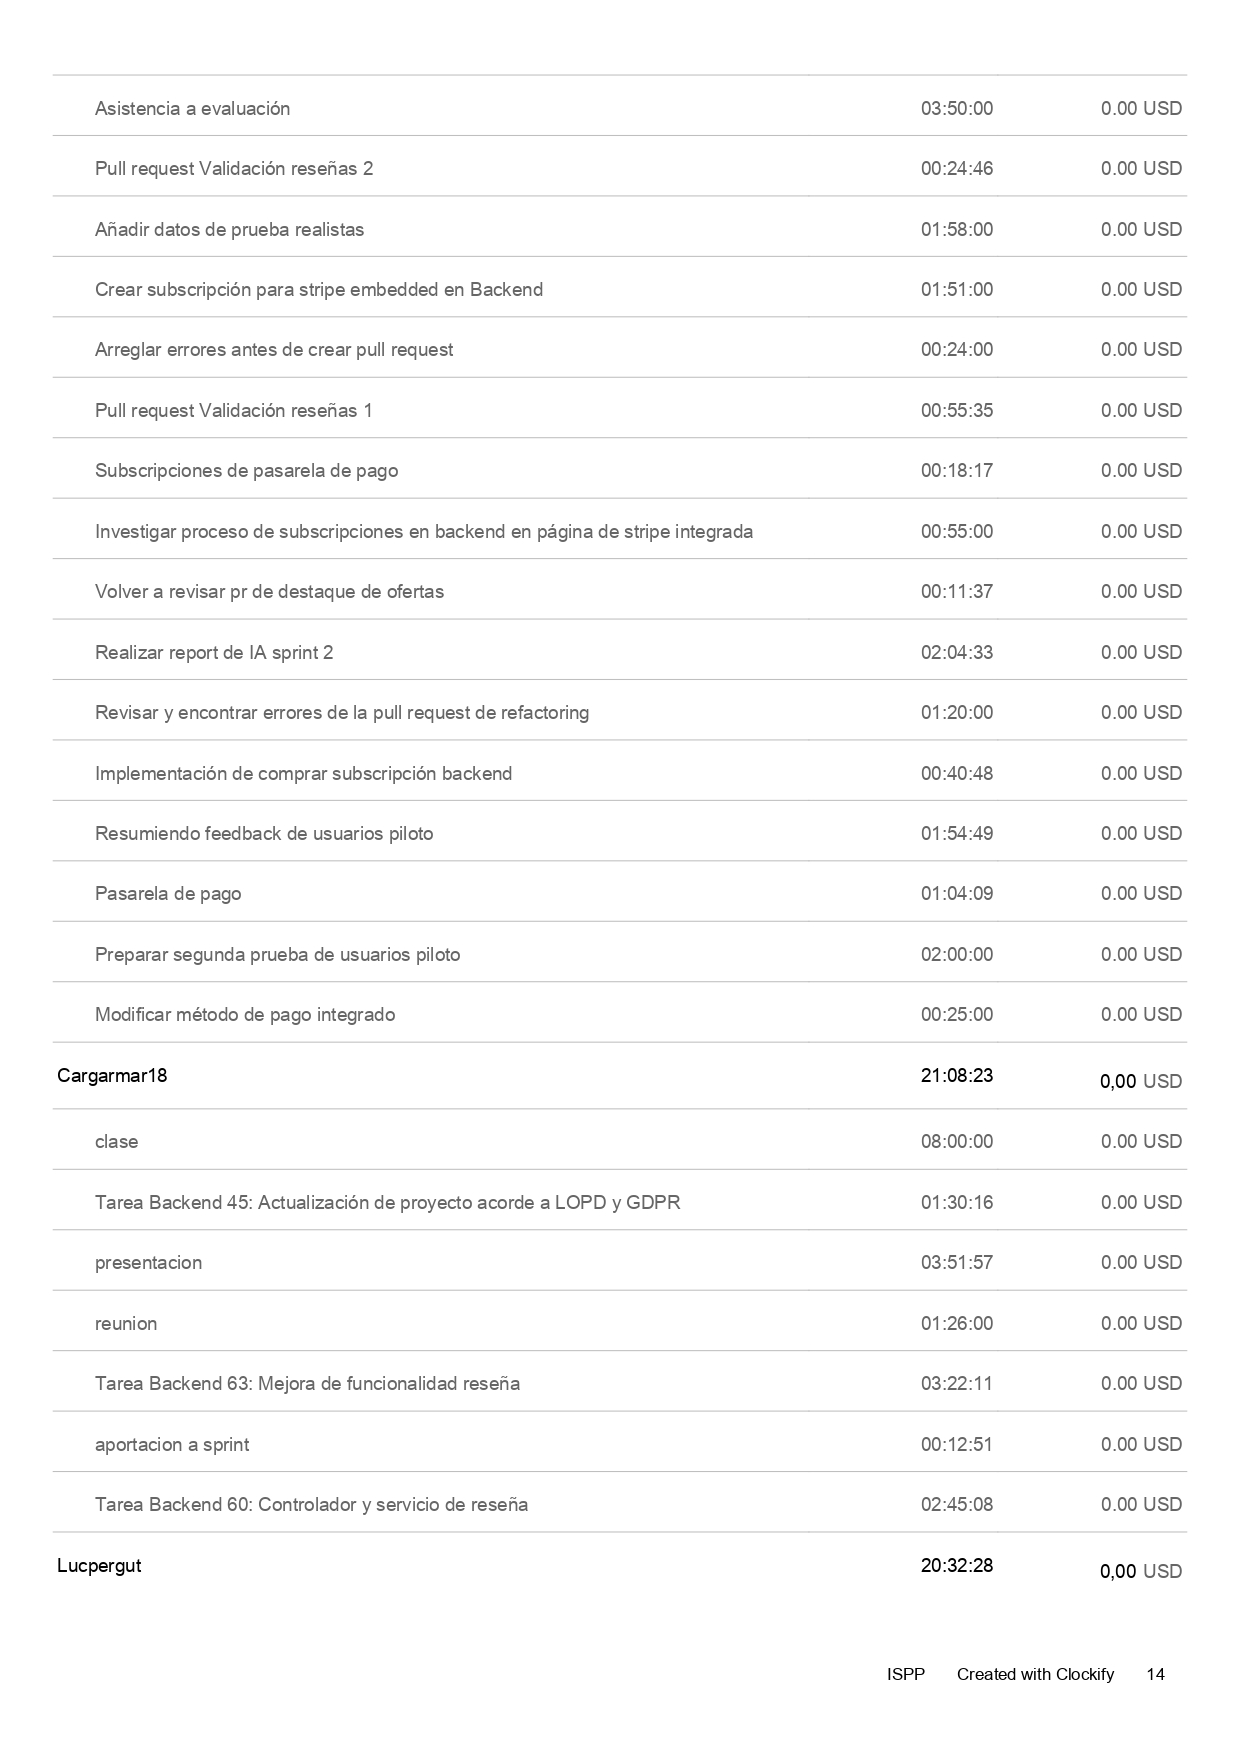 Asistencia a evaluación 03:50:00 0.00 USD
Pull request Validación reseñas 2 00:24:46 0.00 USD
Añadir datos de prueba realistas 01:58:00 0.00 USD
Crear subscripción para stripe embedded en Backend 01:51:00 0.00 USD
Arreglar errores antes de crear pull request 00:24:00 0.00 USD
Pull request Validación reseñas 1 00:55:35 0.00 USD
Subscripciones de pasarela de pago 00:18:17 0.00 USD
Investigar proceso de subscripciones en backend en página de stripe integrada 00:55:00 0.00 USD
Volver a revisar pr de destaque de ofertas 00:11:37 0.00 USD
Realizar report de IA sprint 2 02:04:33 0.00 USD
Revisar y encontrar errores de la pull request de refactoring 01:20:00 0.00 USD
Implementación de comprar subscripción backend 00:40:48 0.00 USD
Resumiendo feedback de usuarios piloto 01:54:49 0.00 USD
Pasarela de pago 01:04:09 0.00 USD
Preparar segunda prueba de usuarios piloto 02:00:00 0.00 USD
Modificar método de pago integrado 00:25:00 0.00 USD
Cargarmar18 21:08:23 0,00 USD
clase 08:00:00 0.00 USD
Tarea Backend 45: Actualización de proyecto acorde a LOPD y GDPR 01:30:16 0.00 USD
presentacion 03:51:57 0.00 USD
reunion 01:26:00 0.00 USD
Tarea Backend 63: Mejora de funcionalidad reseña 03:22:11 0.00 USD
aportacion a sprint 00:12:51 0.00 USD
Tarea Backend 60: Controlador y servicio de reseña 02:45:08 0.00 USD
Lucpergut 20:32:28 0,00 USD
ISPP Created with Clockify 14